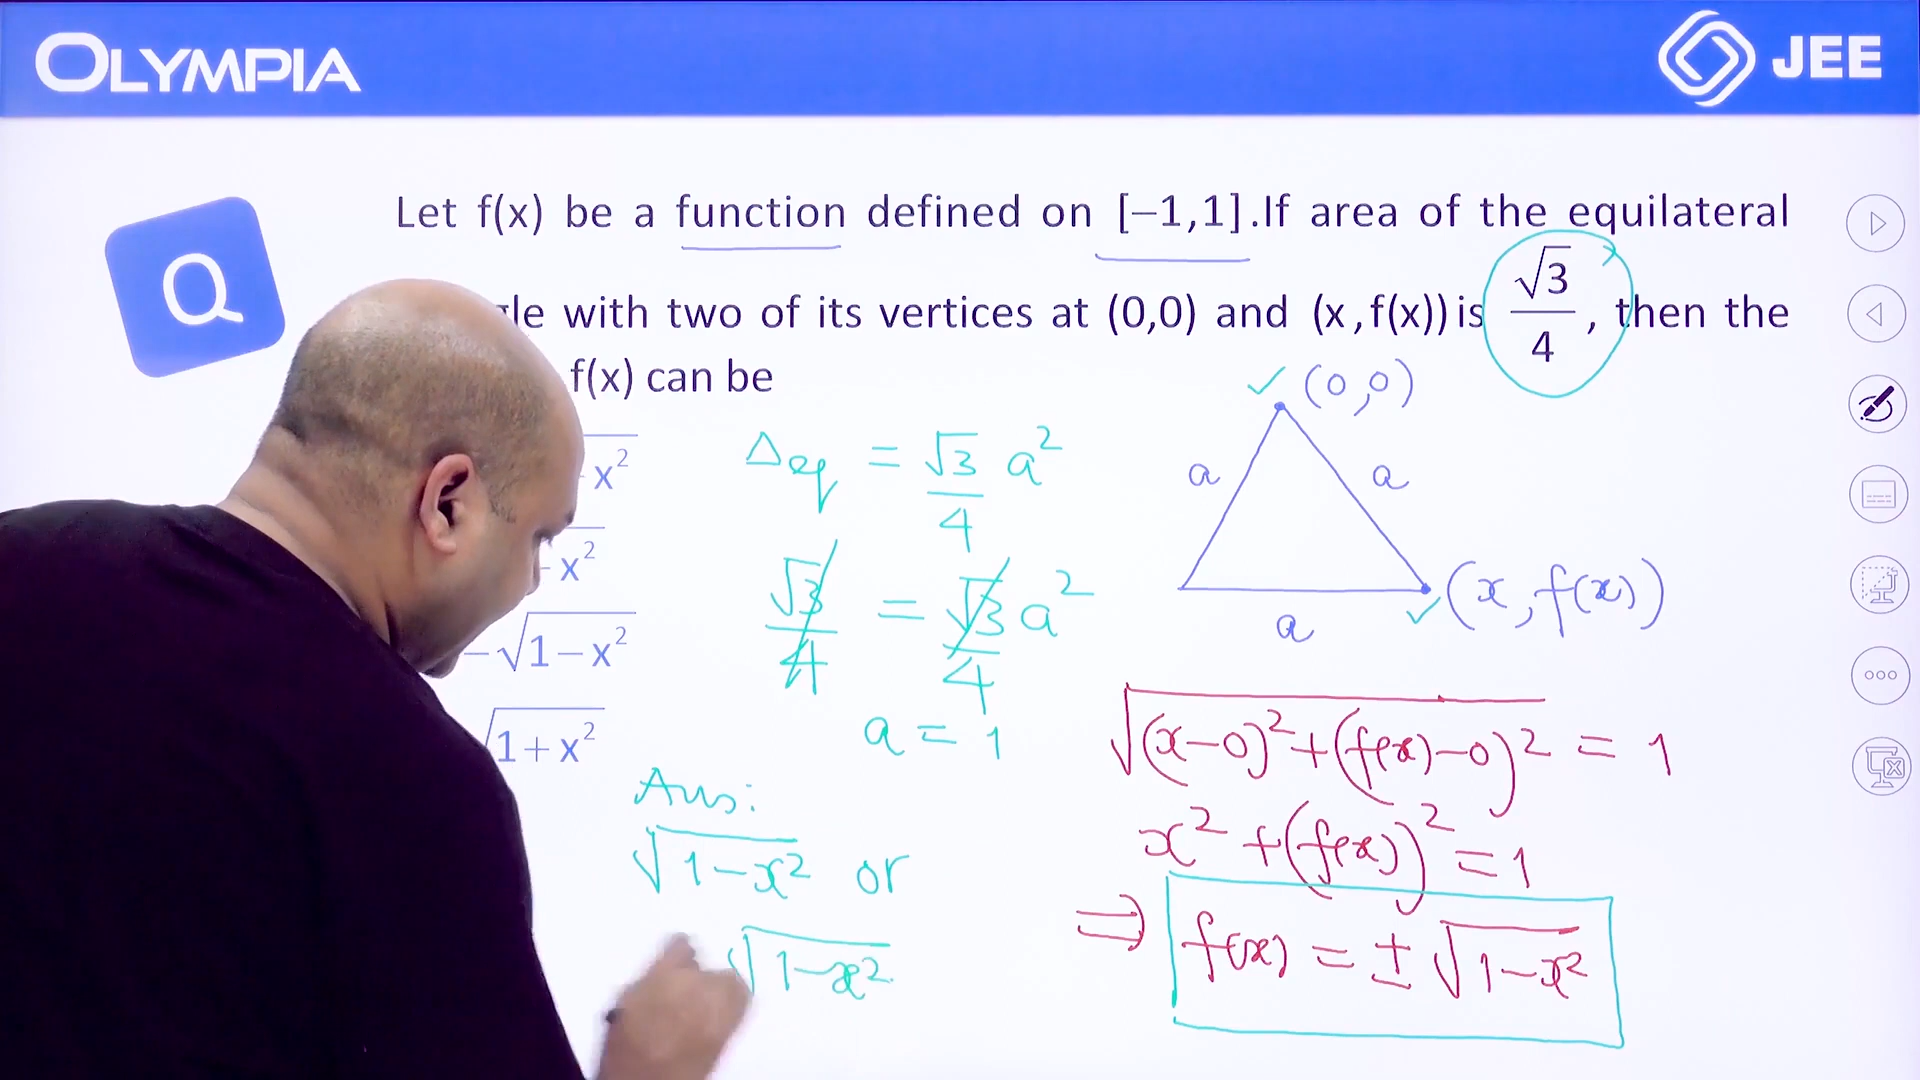 OLYMPIA
JEE
Q
Let f(x) be a function defined on [−1,1].If area of the equilateral
with two of its vertices at (0,0) and (x,f(x)) is √3/4, then the
f(x) can be
x²
x²
−√1−x²
√1+x²
Δeq = √3/4 a²
√3/4 = √3/4 a²
a = 1
Ans:
√1−x² or
√1−x²
(0,0)
a
a
a
(x, f(x))
√(x−0)²+(f(x)−0)² = 1
x²+(f(x))² = 1
⇒ f(x) = ± √1−x²